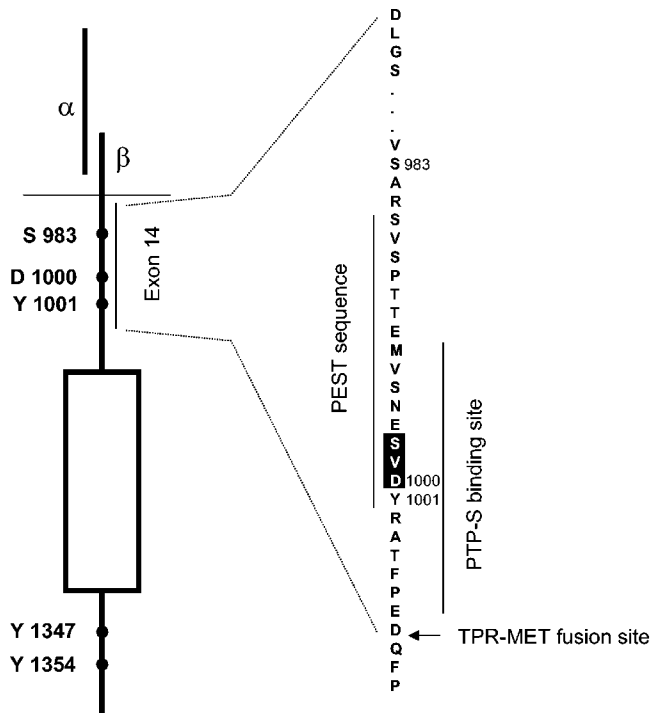 α
β
S 983
D 1000
Y 1001
Exon 14
Y 1347
Y 1354
D
L
G
S
.
.
.
V
S 983
A
R
S
V
S
P
T
T
E
M
V
S
N
E
S
V
D 1000
Y 1001
R
A
T
F
P
E
D
Q
F
P
PEST sequence
PTP-S binding site
TPR-MET fusion site